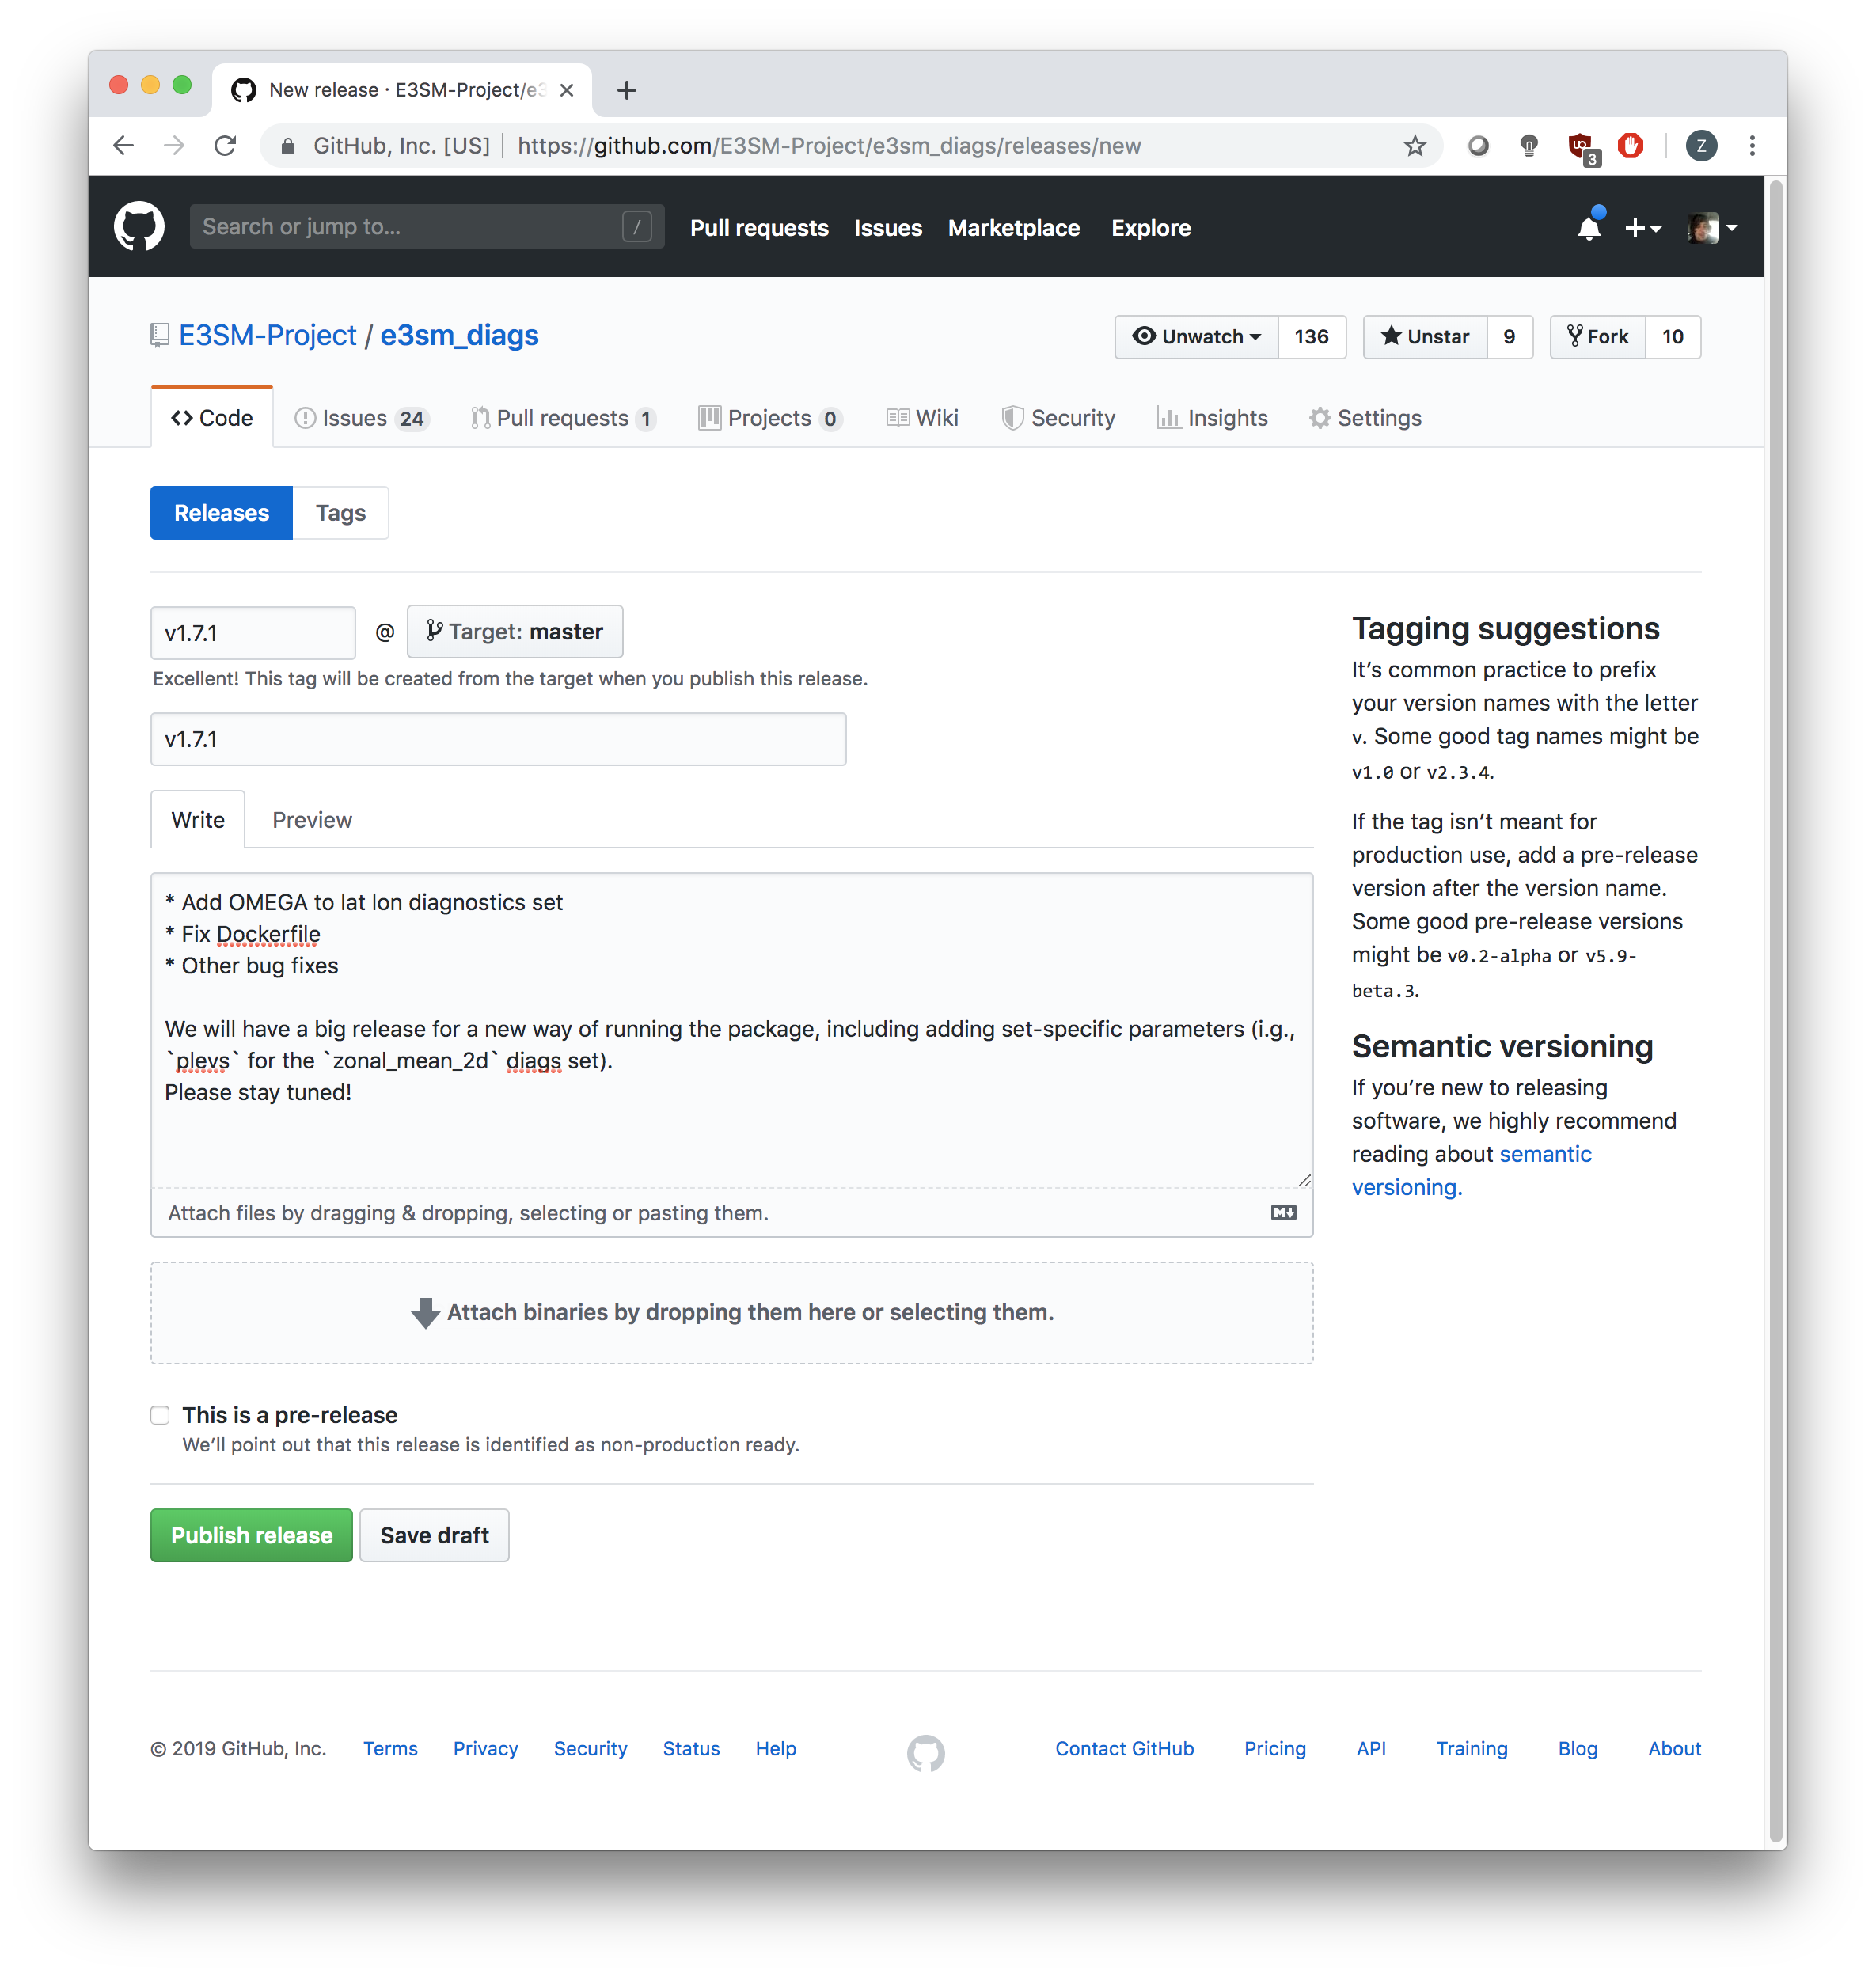 New release · E3SM-Project/e3
GitHub, Inc. [US] https://github.com/E3SM-Project/e3sm_diags/releases/new
3
Z
Search or jump to... /
Pull requests Issues Marketplace Explore
E3SM-Project / e3sm_diags
Unwatch 136 Unstar 9 Fork 10
Code Issues 24 Pull requests 1 Projects 0 Wiki Security Insights Settings
Releases Tags
v1.7.1 @ Target: master
Excellent! This tag will be created from the target when you publish this release.
v1.7.1
Write Preview
* Add OMEGA to lat lon diagnostics set
* Fix Dockerfile
* Other bug fixes
We will have a big release for a new way of running the package, including adding set-specific parameters (i.g.,
`plevs` for the `zonal_mean_2d` diags set).
Please stay tuned!
Attach files by dragging & dropping, selecting or pasting them.
M
Attach binaries by dropping them here or selecting them.
This is a pre-release
We’ll point out that this release is identified as non-production ready.
Publish release Save draft
Tagging suggestions
It’s common practice to prefix
your version names with the letter
v. Some good tag names might be
v1.0 or v2.3.4.
If the tag isn’t meant for
production use, add a pre-release
version after the version name.
Some good pre-release versions
might be v0.2-alpha or v5.9-
beta.3.
Semantic versioning
If you’re new to releasing
software, we highly recommend
reading about semantic
versioning.
© 2019 GitHub, Inc. Terms Privacy Security Status Help Contact GitHub Pricing API Training Blog About